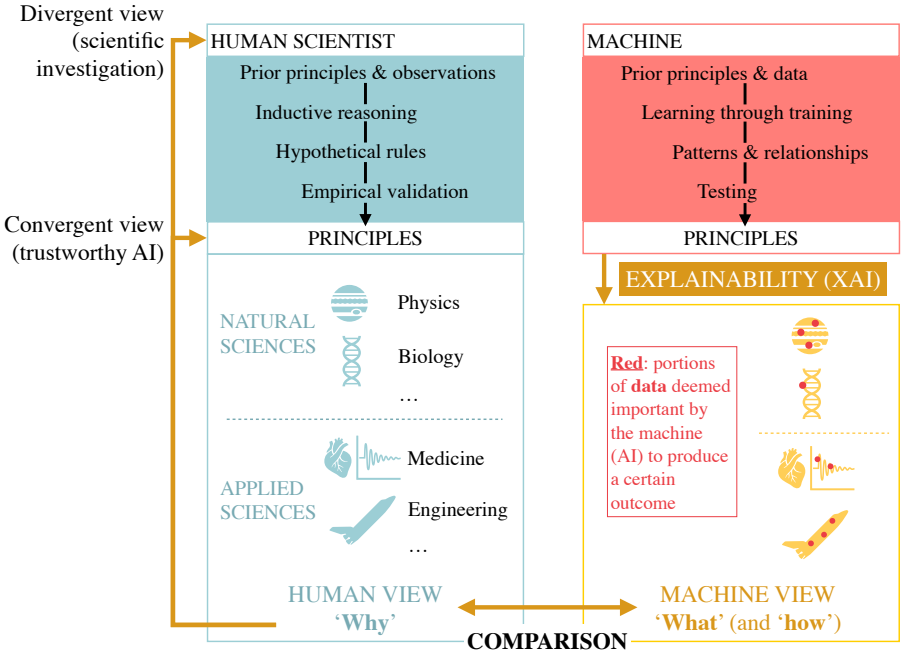 Divergent view
(scientific
investigation)
HUMAN SCIENTIST
Prior principles & observations
Inductive reasoning
Hypothetical rules
Empirical validation
PRINCIPLES
MACHINE
Prior principles & data
Learning through training
Patterns & relationships
Testing
PRINCIPLES
Convergent view
(trustworthy AI)
EXPLAINABILITY (XAI)
NATURAL
SCIENCES
Physics
Biology
…
APPLIED
SCIENCES
Medicine
Engineering
…
HUMAN VIEW
‘Why’
Red: portions
of data deemed
important by
the machine
(AI) to produce
a certain
outcome
MACHINE VIEW
‘What’ (and ‘how’)
COMPARISON